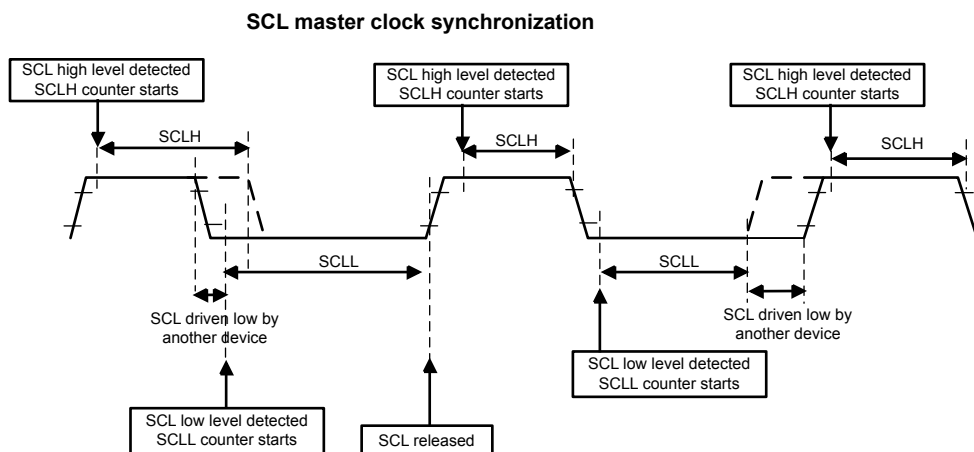 SCL master clock synchronization
SCL high level detected
SCLH counter starts
SCL high level detected
SCLH counter starts
SCL high level detected
SCLH counter starts
SCLH
SCLH
SCLH
SCLL
SCLL
SCL driven low by
another device
SCL driven low by
another device
SCL low level detected
SCLL counter starts
SCL low level detected
SCLL counter starts
SCL released